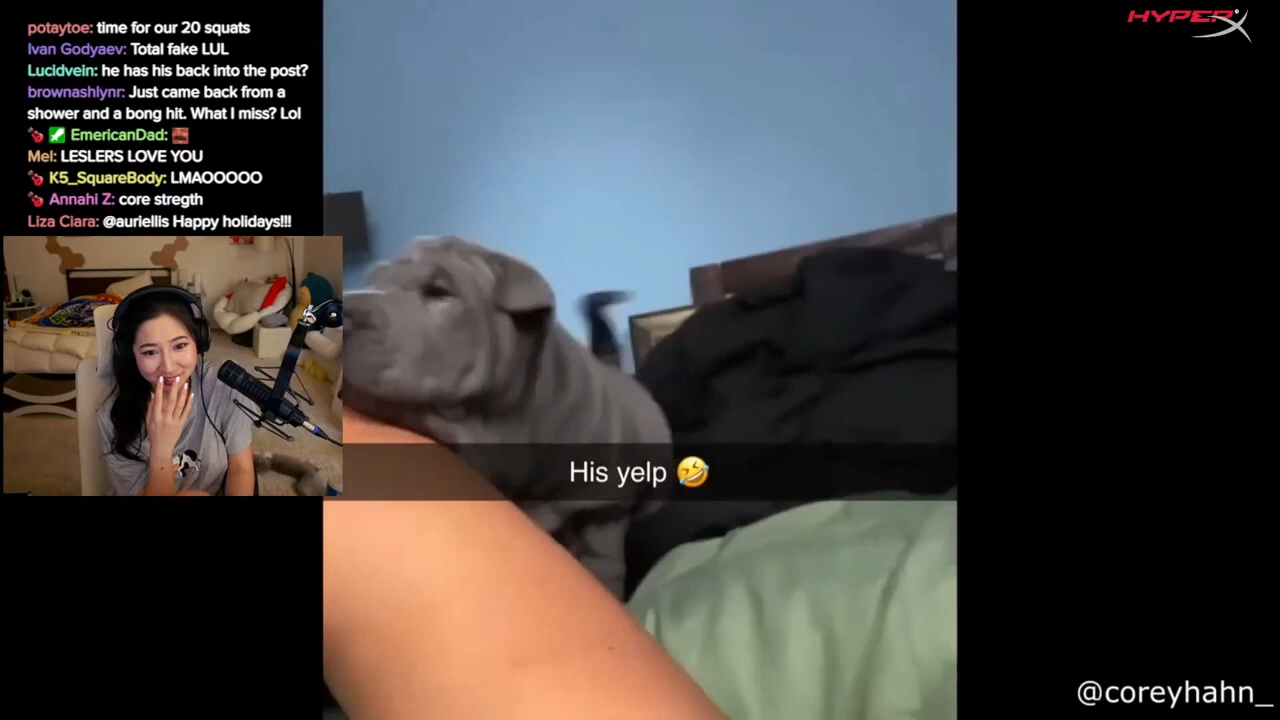 potaytoe: time for our 20 squats
Ivan Godyaev: Total fake LUL
Lucidvein: he has his back into the post?
brownashlynr: Just came back from a
shower and a bong hit. What I miss? Lol
EmericanDad:
Mel: LESLERS LOVE YOU
K5_SquareBody: LMAOOOOO
Annahi Z: core stregth
Liza Ciara: @auriellis Happy holidays!!!
HYPERX
His yelp 🤣
@coreyhahn_